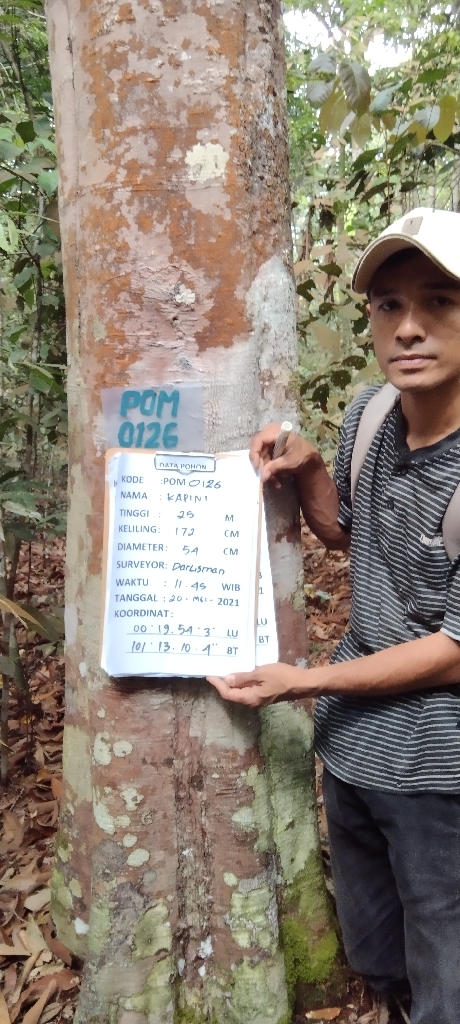 POM
0126
DATA POHON
KODE : POM 0126
NAMA : KAPINI
TINGGI : 25 M
KELILING : 172 CM
DIAMETER : 54 CM
SURVEYOR : Darlisman
WAKTU : 11.45 WIB
TANGGAL : 20 - Mei - 2021
KOORDINAT :
00° 19. 54. 3" LU
101° 13. 10. 4" BT
LU
BT